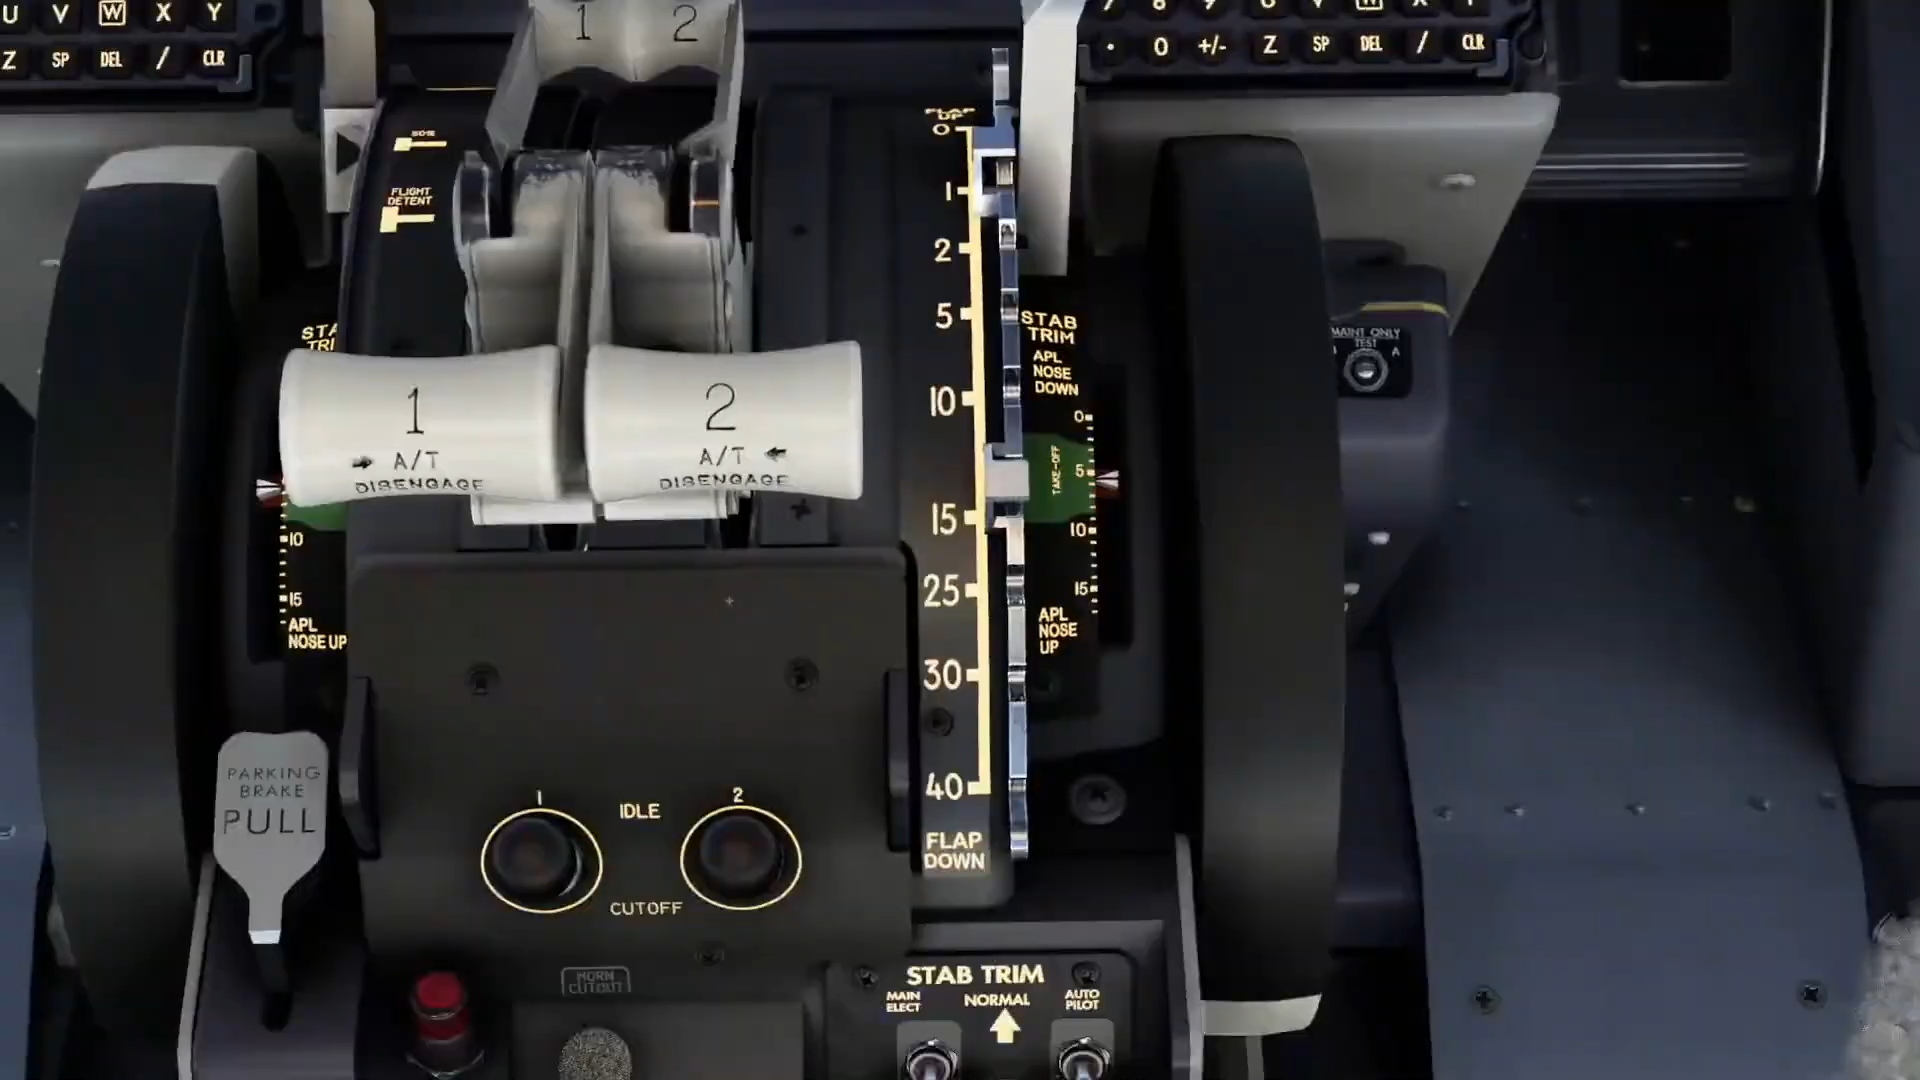 U V W X Y
Z SP DEL / CLR
1 2
. 0 +/- Z SP DEL / CLR
FLAP
UP
0
1
2
5
10
15
25
30
40
FLAP
DOWN
FLIGHT
DETENT
STAB
TRIM
APL
NOSE
DOWN
0
5
10
15
TAKE-OFF
APL
NOSE
UP
MAINT ONLY
TEST
A
1
A/T
DISENGAGE
2
A/T
DISENGAGE
10
15
APL
NOSE UP
PARKING
BRAKE
PULL
1 IDLE 2
CUTOFF
HORN
CUTOUT
STAB TRIM
MAIN
ELECT
NORMAL
AUTO
PILOT